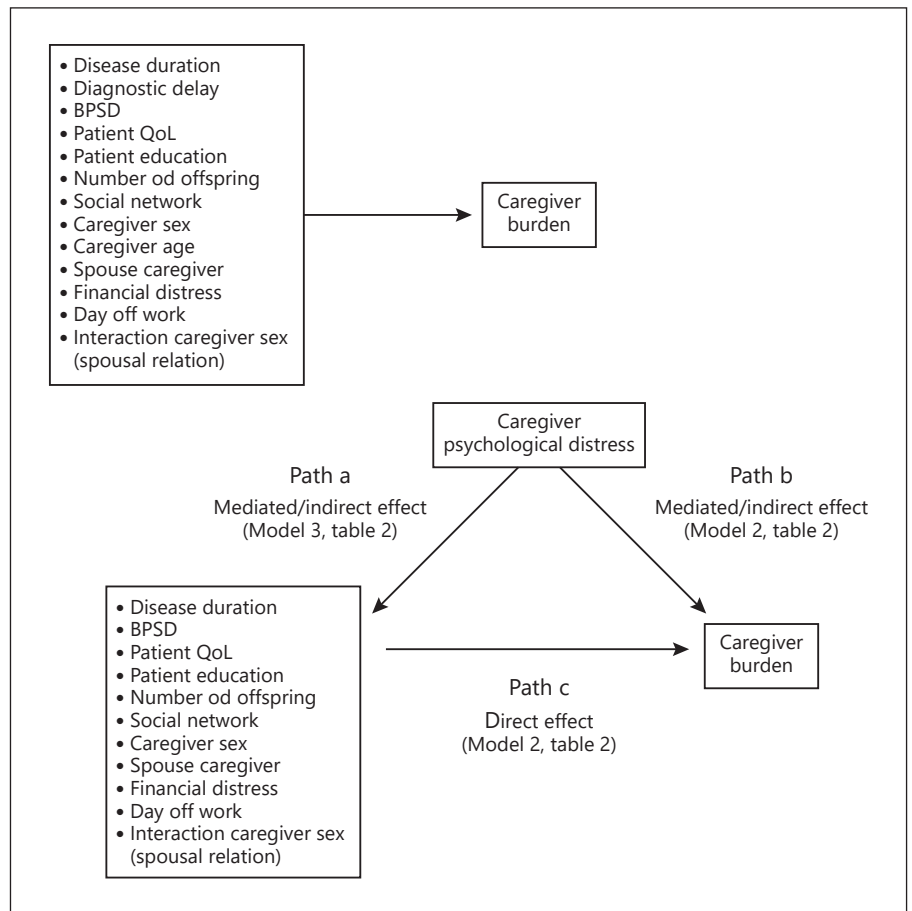 • Disease duration
• Diagnostic delay
• BPSD
• Patient QoL
• Patient education
• Number od offspring
• Social network
• Caregiver sex
• Caregiver age
• Spouse caregiver
• Financial distress
• Day off work
• Interaction caregiver sex
(spousal relation)
Caregiver
burden
Caregiver
psychological distress
Path a
Mediated/indirect effect
(Model 3, table 2)
Path b
Mediated/indirect effect
(Model 2, table 2)
• Disease duration
• BPSD
• Patient QoL
• Patient education
• Number od offspring
• Social network
• Caregiver sex
• Spouse caregiver
• Financial distress
• Day off work
• Interaction caregiver sex
(spousal relation)
Path c
Direct effect
(Model 2, table 2)
Caregiver
burden